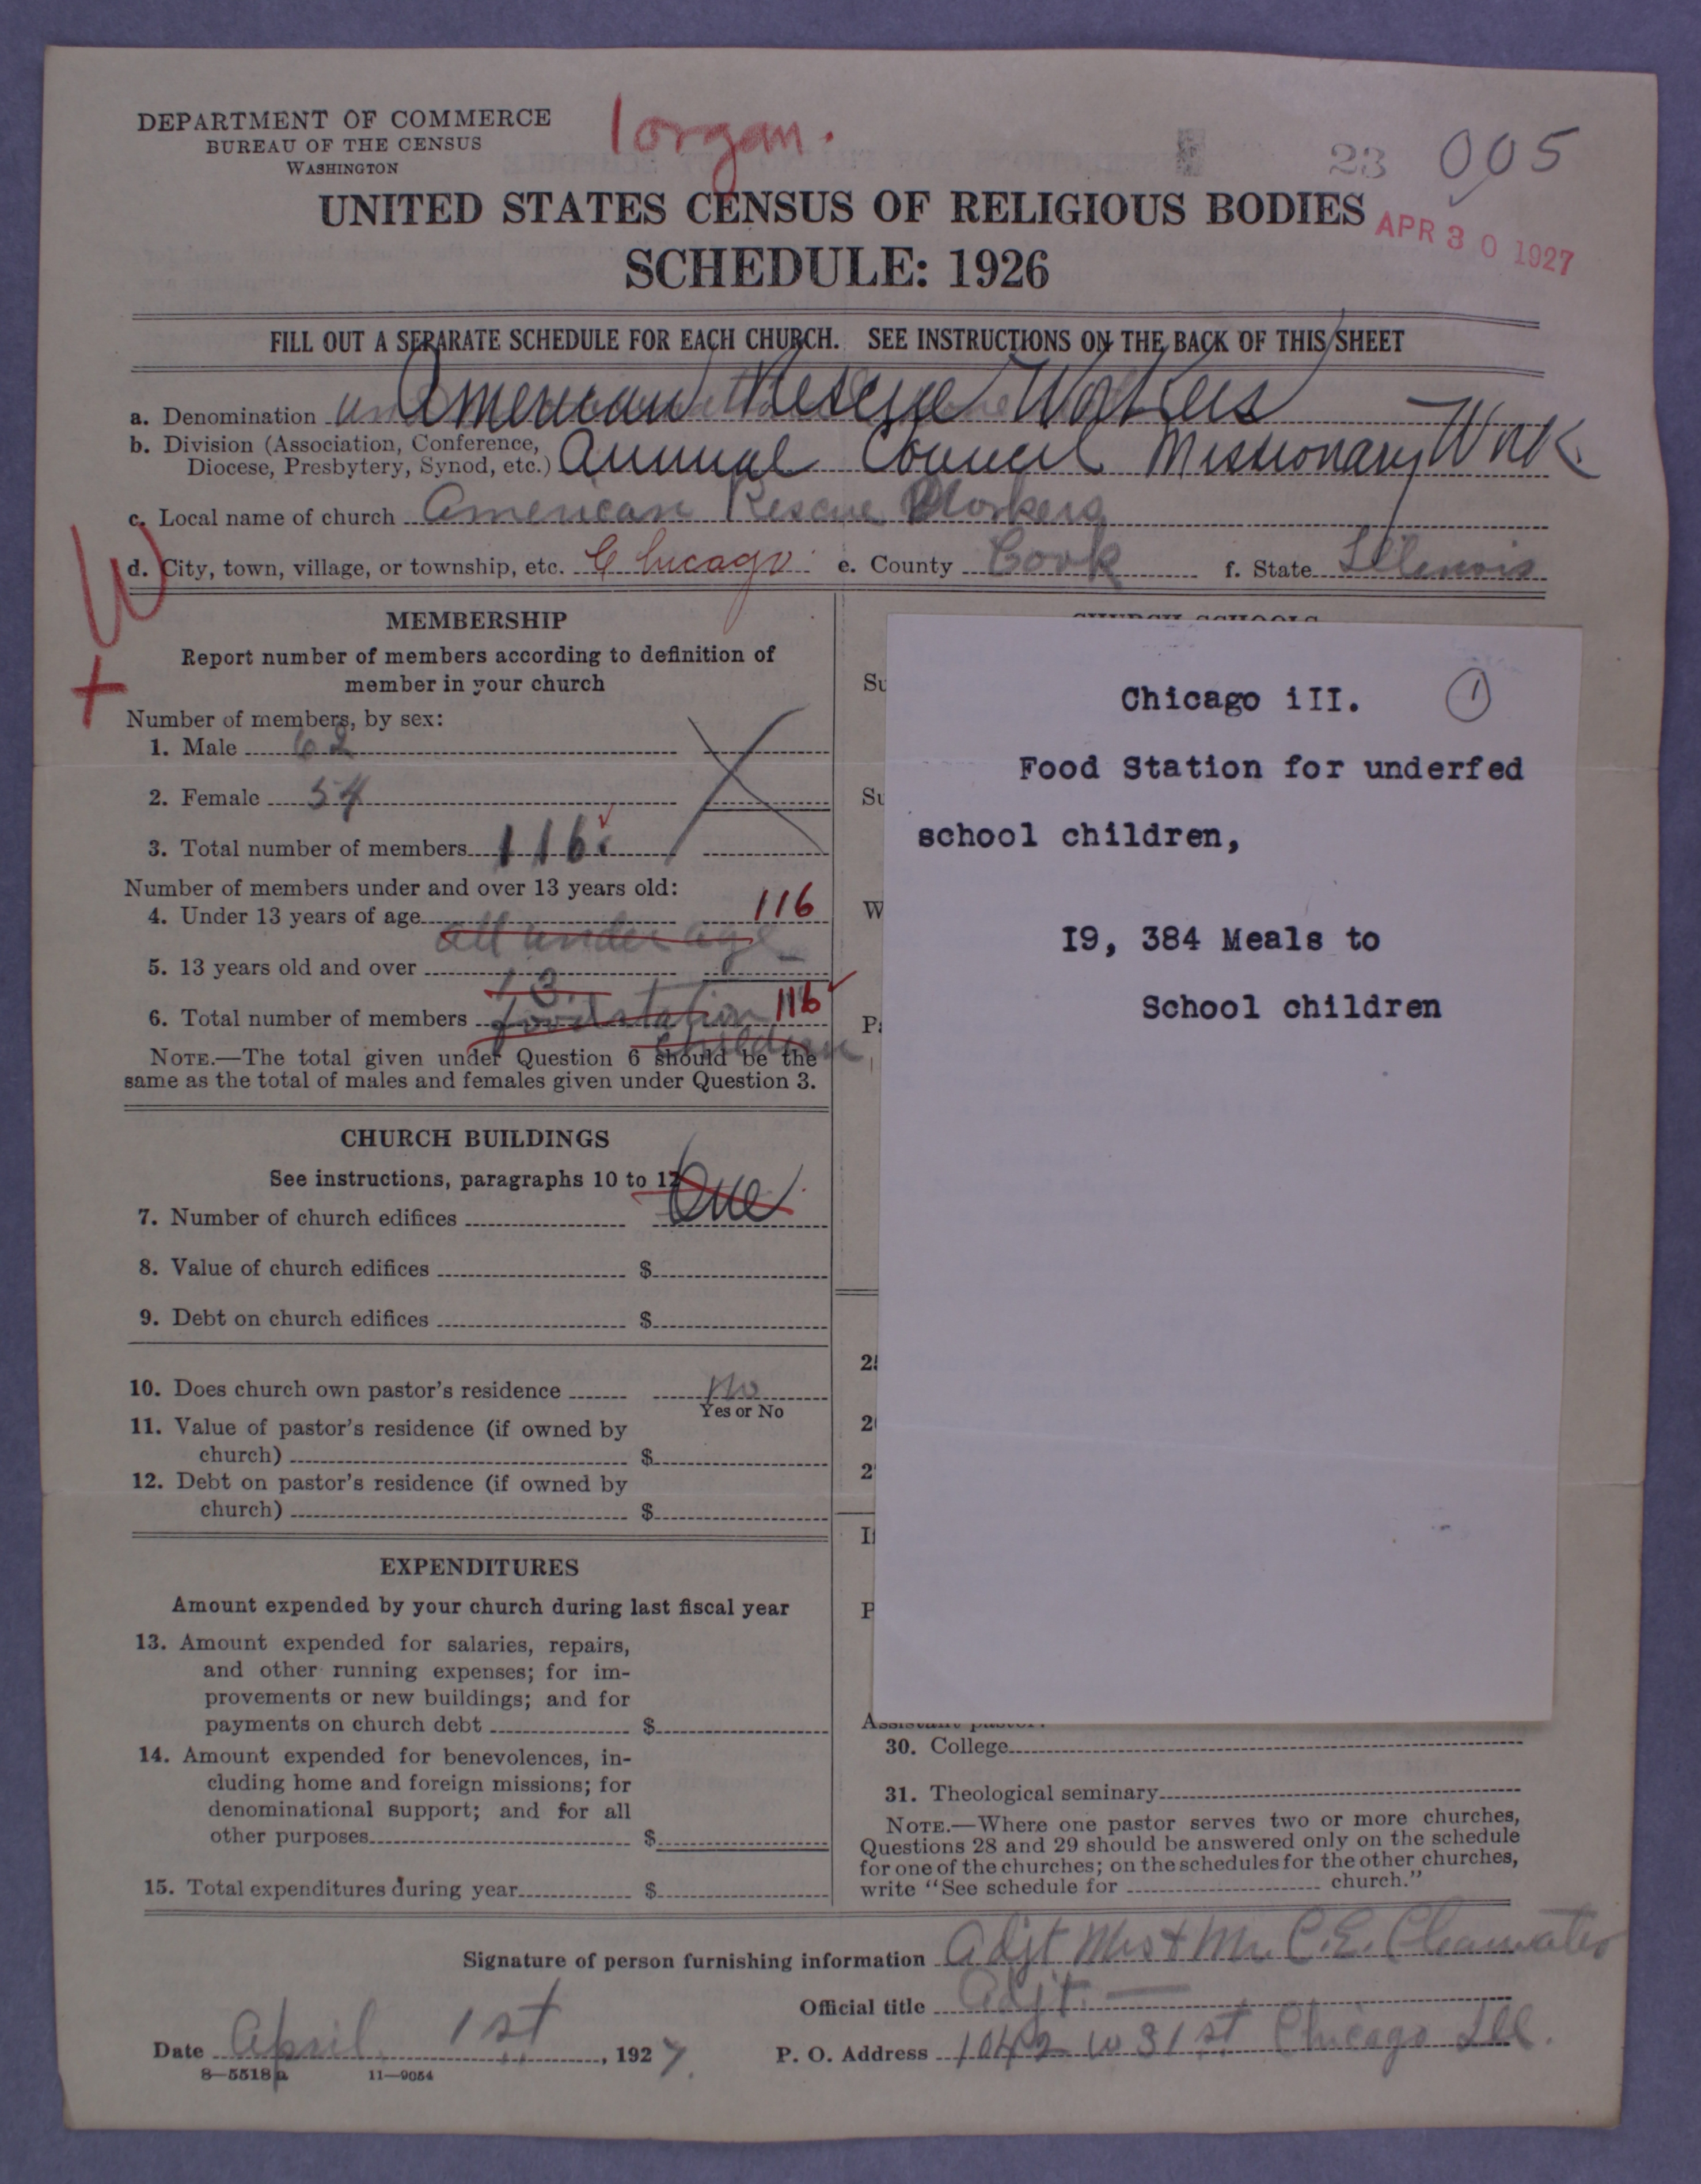 DEPARTMENT OF COMMERCE
BUREAU OF THE CENSUS
WASHINGTON
1 organ.
23 005
UNITED STATES CENSUS OF RELIGIOUS BODIES
APR 30 1927
SCHEDULE: 1926
FILL OUT A SEPARATE SCHEDULE FOR EACH CHURCH. SEE INSTRUCTIONS ON THE BACK OF THIS SHEET
a. Denomination American Rescue Workers
b. Division (Association, Conference,
Diocese, Presbytery, Synod, etc.) Annual Council Missionary Work
c. Local name of church American Rescue Workers
W
+
d. City, town, village, or township, etc. Chicago. e. County Cook f. State Illinois
MEMBERSHIP
Report number of members according to definition of
member in your church
Number of members, by sex:
1. Male 62
2. Female 54
3. Total number of members 116
Number of members under and over 13 years old:
4. Under 13 years of age 116
all under age
5. 13 years old and over –
13.
6. Total number of members food station 116
children
NOTE.—The total given under Question 6 should be the
same as the total of males and females given under Question 3.
CHURCH BUILDINGS
See instructions, paragraphs 10 to 12
7. Number of church edifices One
8. Value of church edifices $
9. Debt on church edifices $
10. Does church own pastor's residence no
Yes or No
11. Value of pastor's residence (if owned by
church) $
12. Debt on pastor's residence (if owned by
church) $
EXPENDITURES
Amount expended by your church during last fiscal year
13. Amount expended for salaries, repairs,
and other running expenses; for im-
provements or new buildings; and for
payments on church debt $
14. Amount expended for benevolences, in-
cluding home and foreign missions; for
denominational support; and for all
other purposes $
15. Total expenditures during year $
CHURCH SCHOOLS
Chicago iII. 1
Food Station for underfed
school children,
I9, 384 Meals to
School children
Assistant pastor:
30. College
31. Theological seminary
NOTE.—Where one pastor serves two or more churches,
Questions 28 and 29 should be answered only on the schedule
for one of the churches; on the schedules for the other churches,
write "See schedule for church."
Signature of person furnishing information Adjt Mrs & Mr. C.E. Clearwater
Official title Adjt. —
Date April 1st, 1927. P. O. Address 1042 W 31st Chicago Ill.
8—5518a 11—9054